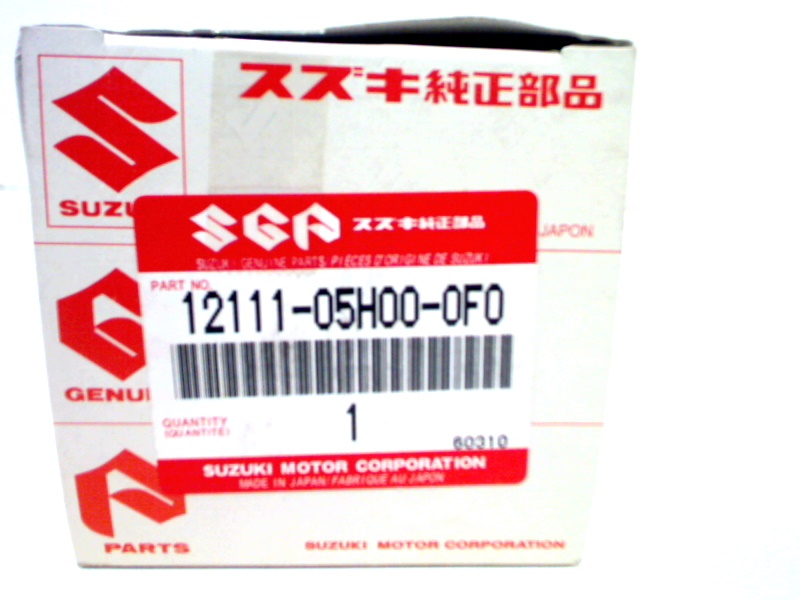 スズキ純正部品
SUZU
JAPON
SGP スズキ純正部品
SUZUKI GENUINE PARTS/PIECES D'ORIGINE DE SUZUKI
PART NO.
12111-05H00-0F0
GENUI
QUANTITY
(QUANTITÉ)
1
60310
SUZUKI MOTOR CORPORATION
MADE IN JAPAN/FABRIQUÉ AU JAPON
PARTS
SUZUKI MOTOR CORPORATION